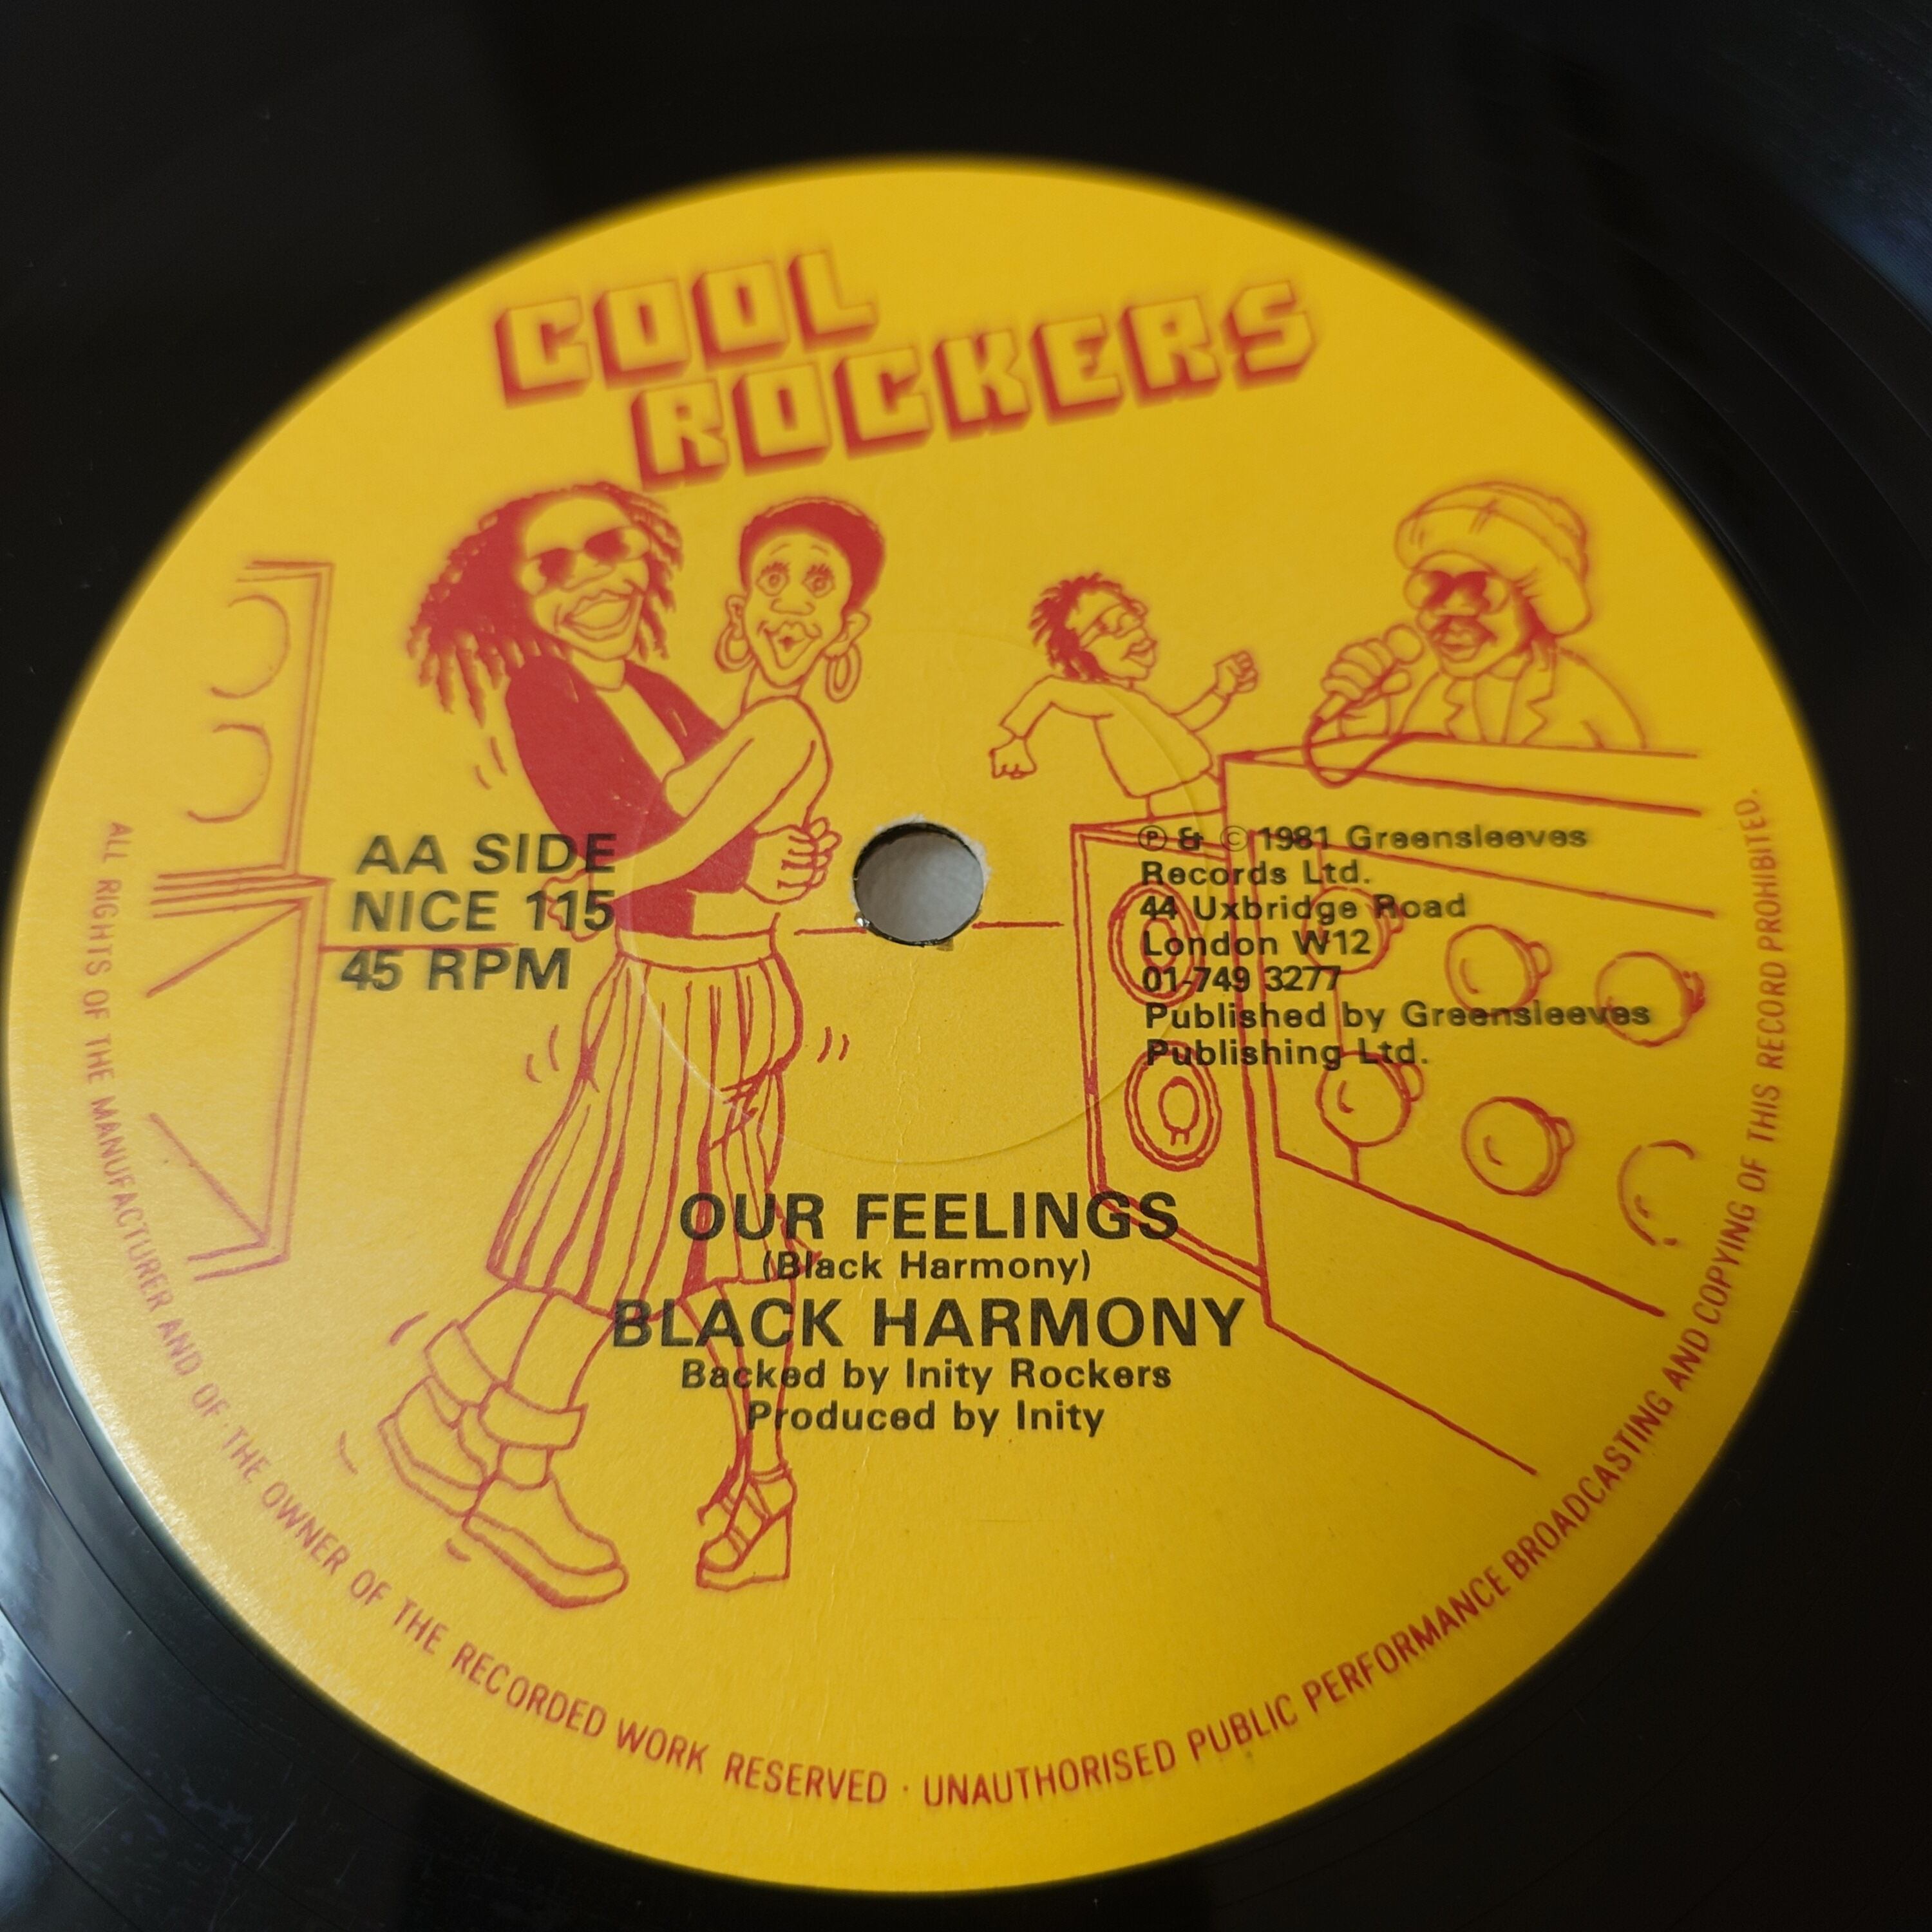 COOL
ROCKERS
AA SIDE
NICE 115
45 RPM
℗ & © 1981 Greensleeves
Records Ltd.
44 Uxbridge Road
London W12
01-749 3277
Published by Greensleeves
Publishing Ltd.
OUR FEELINGS
(Black Harmony)
BLACK HARMONY
Backed by Inity Rockers
Produced by Inity
ALL RIGHTS OF THE MANUFACTURER AND OF THE OWNER OF THE RECORDED WORK RESERVED · UNAUTHORISED PUBLIC PERFORMANCE BROADCASTING AND COPYING OF THIS RECORD PROHIBITED.